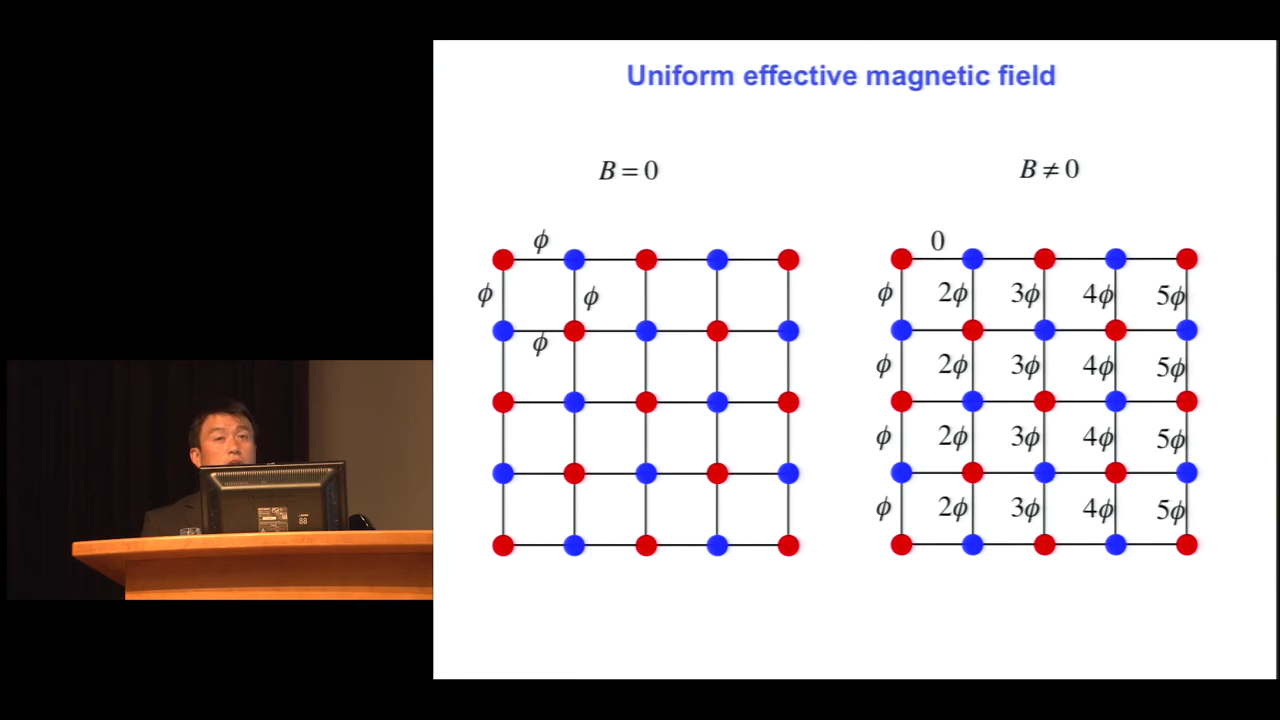 Uniform effective magnetic field
B = 0
B ≠ 0
ϕ
ϕ ϕ
ϕ
0
ϕ 2ϕ 3ϕ 4ϕ 5ϕ
ϕ 2ϕ 3ϕ 4ϕ 5ϕ
ϕ 2ϕ 3ϕ 4ϕ 5ϕ
ϕ 2ϕ 3ϕ 4ϕ 5ϕ
88